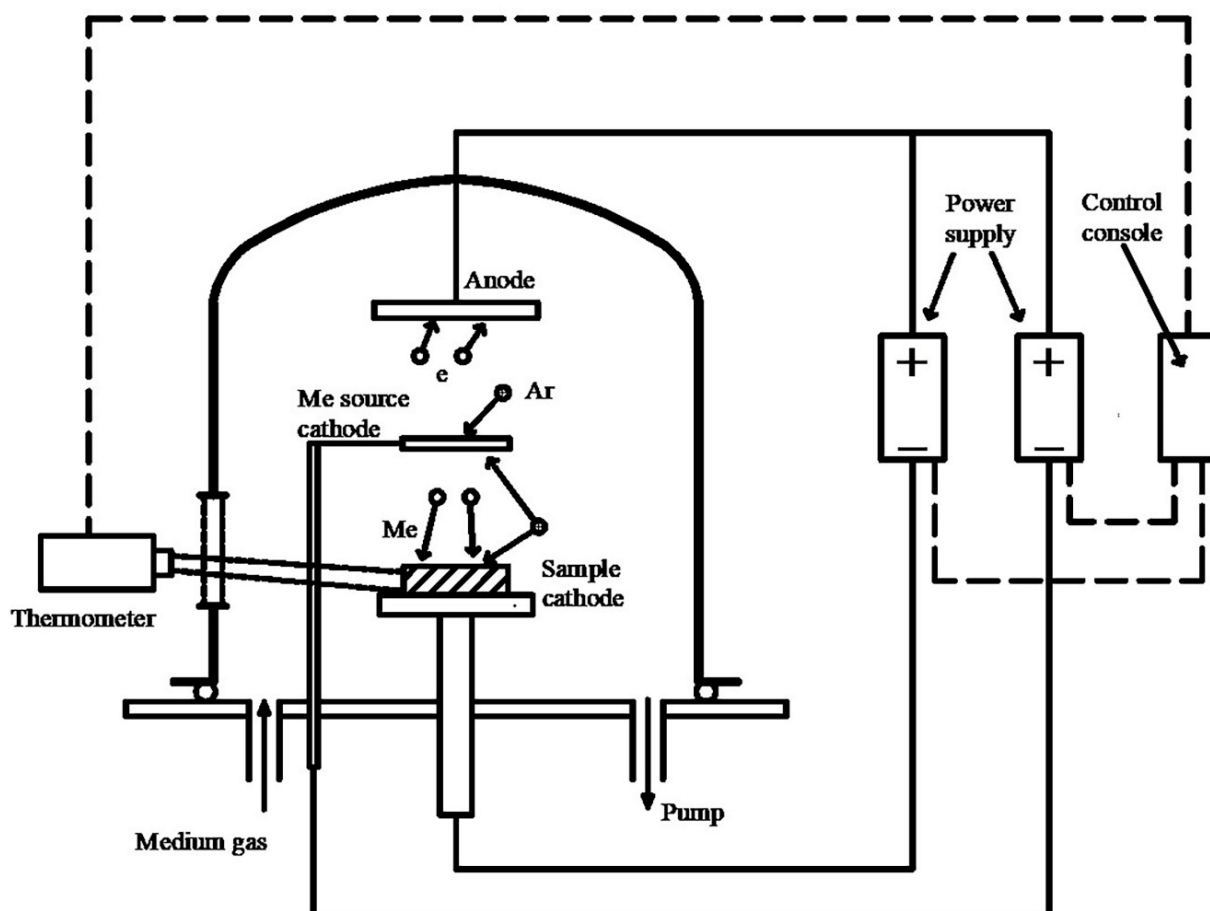 Power
supply
Control
console
Anode
e
Ar
Me source
cathode
+
+
−
−
Me
Sample
cathode
Thermometer
Medium gas
Pump